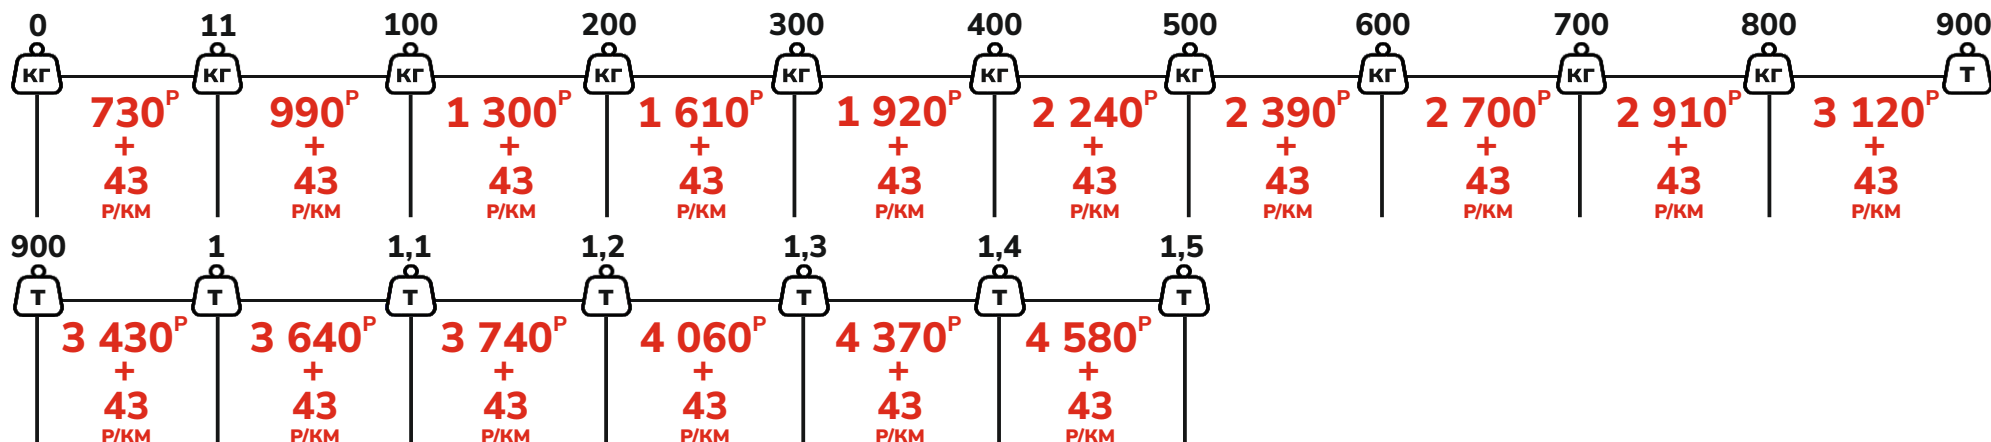 0 11 100 200 300 400 500 600 700 800 900
КГ КГ КГ КГ КГ КГ КГ КГ КГ КГ Т
730Р 990Р 1 300Р 1 610Р 1 920Р 2 240Р 2 390Р 2 700Р 2 910Р 3 120Р
+ + + + + + + + + +
43 43 43 43 43 43 43 43 43 43
Р/КМ Р/КМ Р/КМ Р/КМ Р/КМ Р/КМ Р/КМ Р/КМ Р/КМ Р/КМ
900 1 1,1 1,2 1,3 1,4 1,5
Т Т Т Т Т Т Т
3 430Р 3 640Р 3 740Р 4 060Р 4 370Р 4 580Р
+ + + + + +
43 43 43 43 43 43
Р/КМ Р/КМ Р/КМ Р/КМ Р/КМ Р/КМ